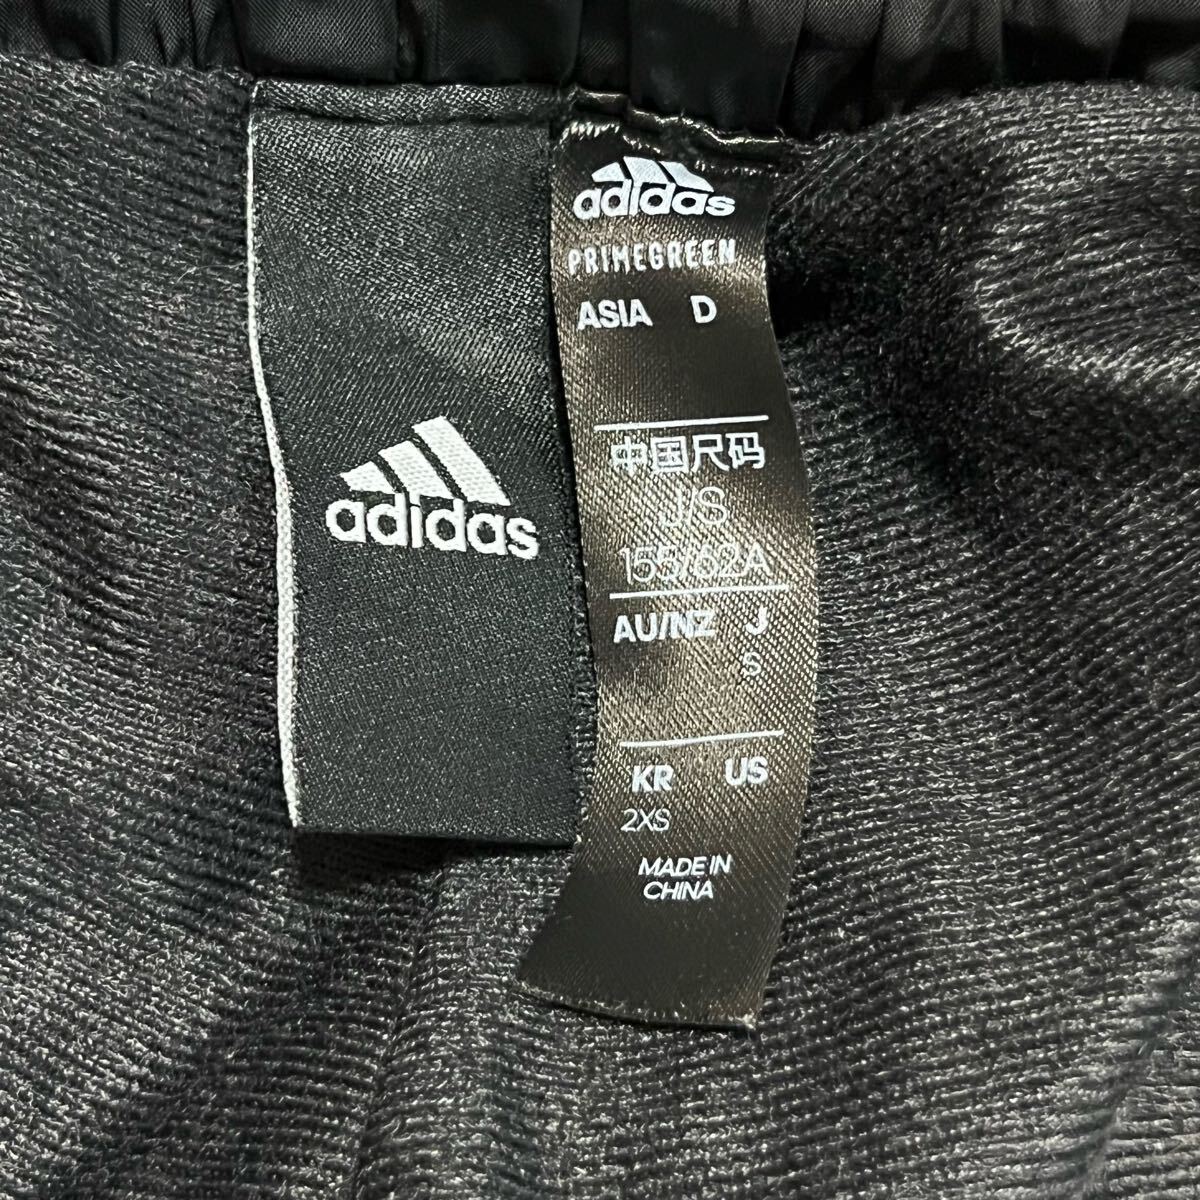 adidas
adidas
PRIMEGREEN
ASIA D
中国尺码
J/S
155/62A
AU/NZ J
S
KR US
2XS
MADE IN
CHINA